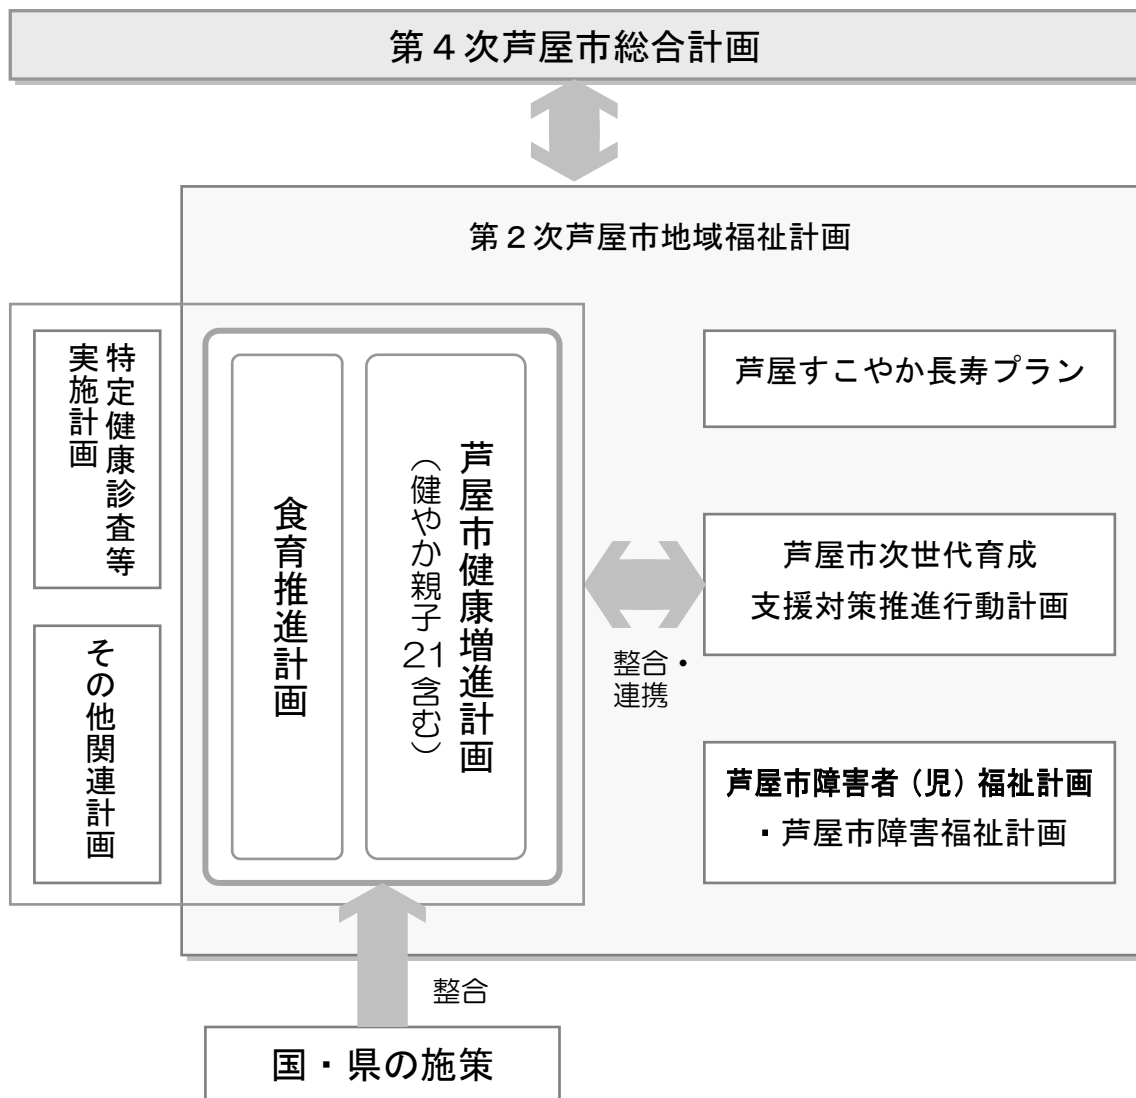 第４次芦屋市総合計画
第２次芦屋市地域福祉計画
特定健康診査等
実施計画
その他関連計画
食育推進計画
芦屋市健康増進計画
（健やか親子21含む）
整合・
連携
芦屋すこやか長寿プラン
芦屋市次世代育成
支援対策推進行動計画
芦屋市障害者（児）福祉計画
・芦屋市障害福祉計画
整合
国・県の施策